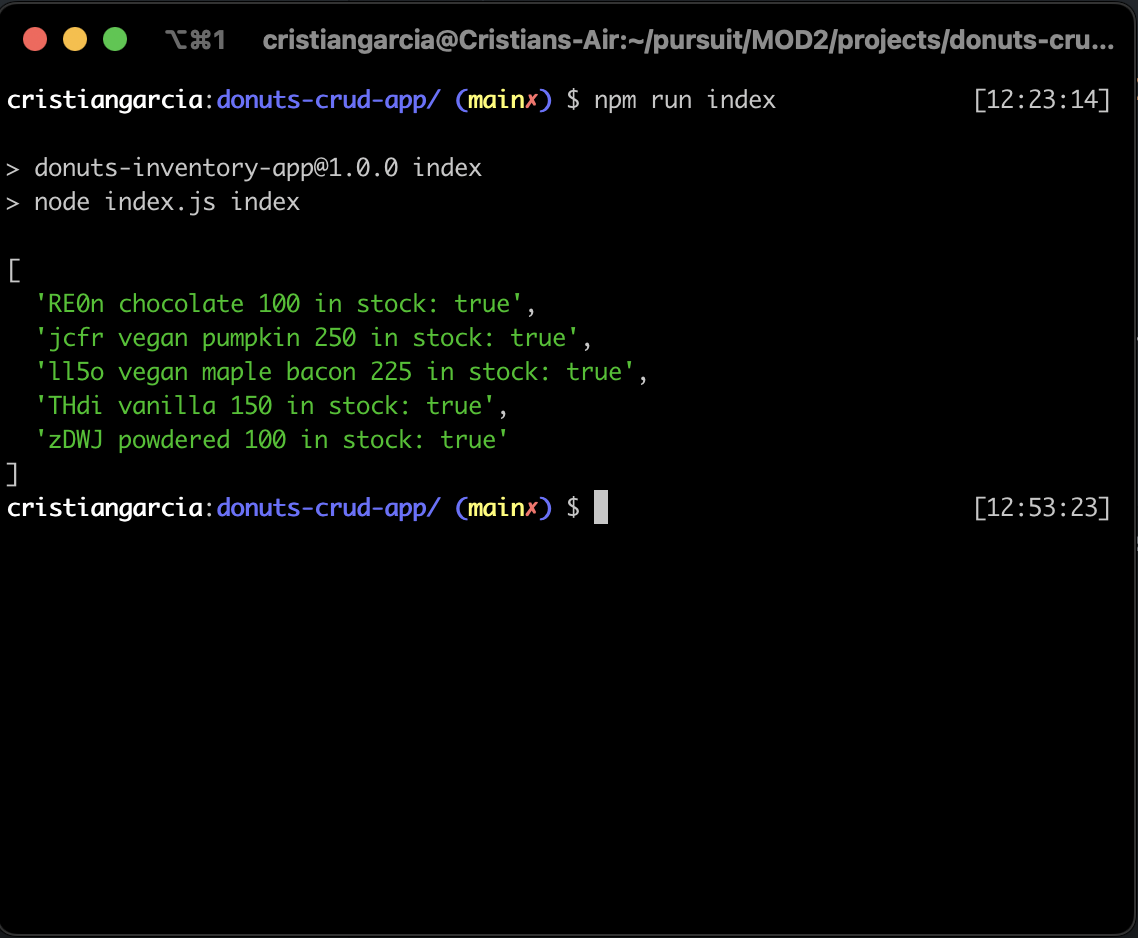 ⌥⌘1 cristiangarcia@Cristians-Air:~/pursuit/MOD2/projects/donuts-cru...
cristiangarcia:donuts-crud-app/ (main✗) $ npm run index [12:23:14]
> donuts-inventory-app@1.0.0 index
> node index.js index
[
'RE0n chocolate 100 in stock: true',
'jcfr vegan pumpkin 250 in stock: true',
'll5o vegan maple bacon 225 in stock: true',
'THdi vanilla 150 in stock: true',
'zDWJ powdered 100 in stock: true'
]
cristiangarcia:donuts-crud-app/ (main✗) $ [12:53:23]